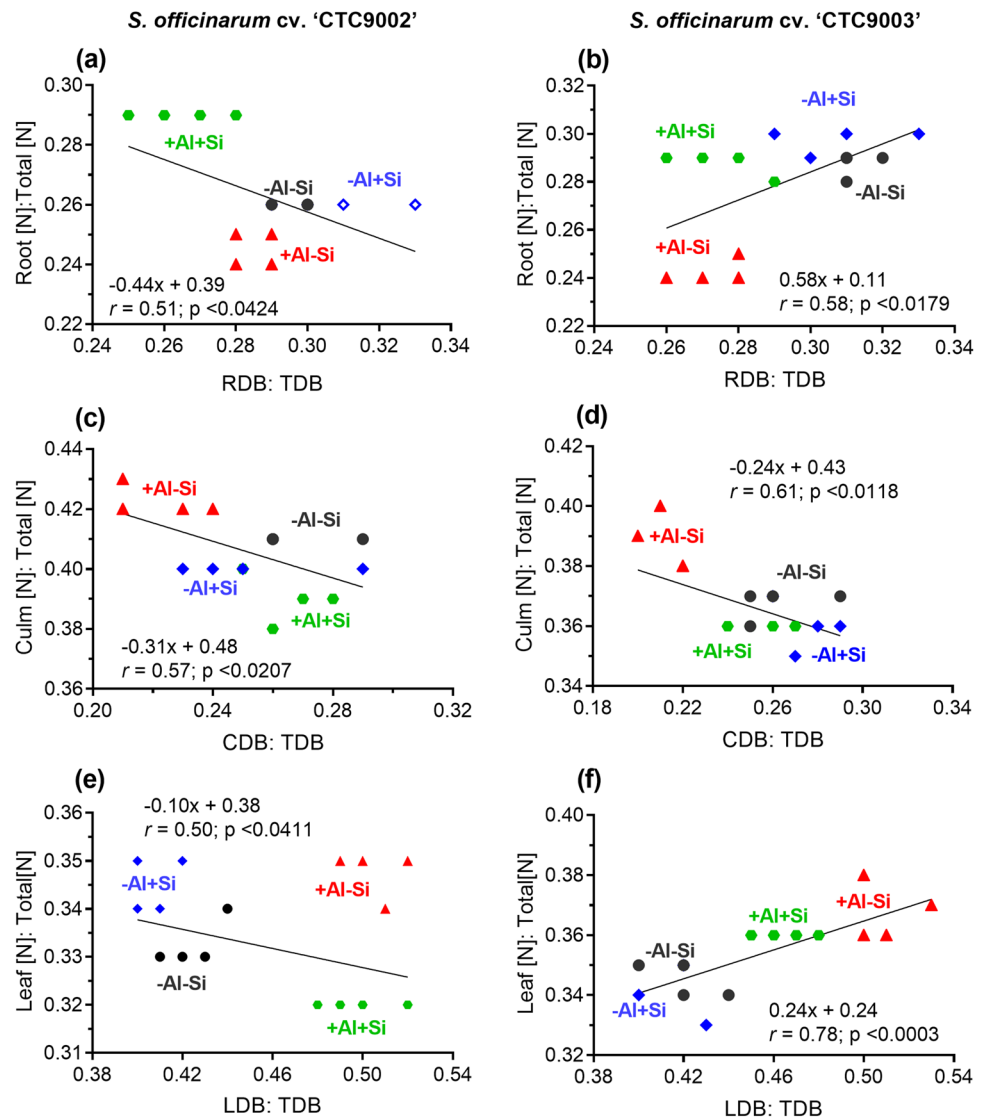 S. officinarum cv. ‘CTC9002’
S. officinarum cv. ‘CTC9003’
(a)
Root [N]:Total [N]
0.30
0.28
0.26
0.24
0.22
+Al+Si
-Al-Si
-Al+Si
+Al-Si
-0.44x + 0.39
r = 0.51; p <0.0424
0.24 0.26 0.28 0.30 0.32 0.34
RDB: TDB
(b)
Root [N]:Total [N]
0.32
0.30
0.28
0.26
0.24
0.22
-Al+Si
+Al+Si
-Al-Si
+Al-Si
0.58x + 0.11
r = 0.58; p <0.0179
0.24 0.26 0.28 0.30 0.32 0.34
RDB: TDB
(c)
Culm [N]: Total [N]
0.44
0.42
0.40
0.38
0.36
+Al-Si
-Al-Si
-Al+Si
+Al+Si
-0.31x + 0.48
r = 0.57; p <0.0207
0.20 0.24 0.28 0.32
CDB: TDB
(d)
Culm [N]: Total [N]
0.42
0.40
0.38
0.36
0.34
-0.24x + 0.43
r = 0.61; p <0.0118
+Al-Si
-Al-Si
+Al+Si
-Al+Si
0.18 0.22 0.26 0.30 0.34
CDB: TDB
(e)
Leaf [N]: Total[N]
0.36
0.35
0.34
0.33
0.32
0.31
-0.10x + 0.38
r = 0.50; p <0.0411
-Al+Si
+Al-Si
-Al-Si
+Al+Si
0.38 0.42 0.46 0.50 0.54
LDB: TDB
(f)
Leaf [N]: Total[N]
0.40
0.38
0.36
0.34
0.32
+Al-Si
+Al+Si
-Al-Si
-Al+Si
0.24x + 0.24
r = 0.78; p <0.0003
0.38 0.42 0.46 0.50 0.54
LDB: TDB